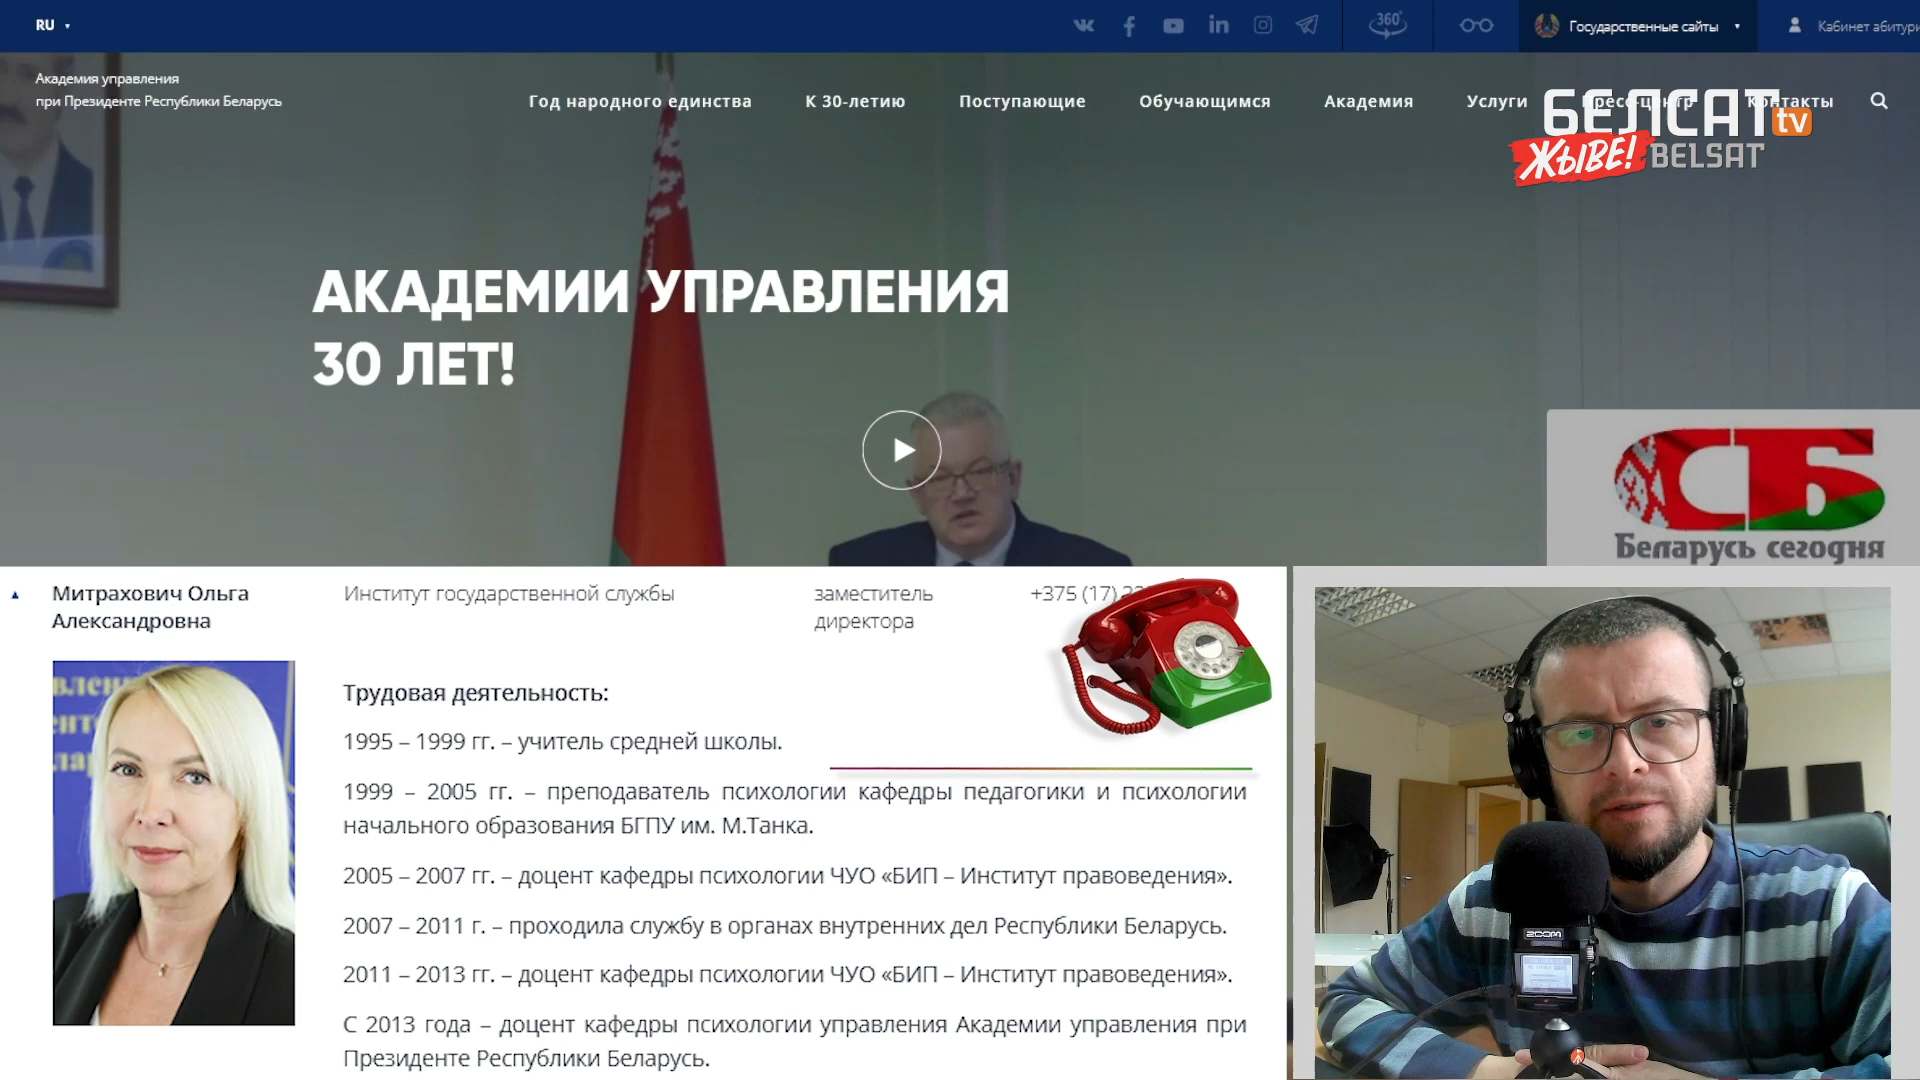 RU
360°
Государственные сайты
Кабинет
Академия управления
при Президенте Республики Беларусь
Год народного единства
К 30-летию
Поступающие
Обучающимся
Академия
Услуги
Пресс-центр
Контакты
БЕЛСАТ tv
ЖЫВЕ! BELSAT
АКАДЕМИИ УПРАВЛЕНИЯ
30 ЛЕТ!
СБ
Беларусь сегодня
Митрахович Ольга
Александровна
Институт государственной службы
заместитель
директора
+375 (17)
Трудовая деятельность:
1995 – 1999 гг. – учитель средней школы.
1999 – 2005 гг. – преподаватель психологии кафедры педагогики и психологии
начального образования БГПУ им. М.Танка.
2005 – 2007 гг. – доцент кафедры психологии ЧУО «БИП – Институт правоведения».
2007 – 2011 г. – проходила службу в органах внутренних дел Республики Беларусь.
2011 – 2013 гг. – доцент кафедры психологии ЧУО «БИП – Институт правоведения».
С 2013 года – доцент кафедры психологии управления Академии управления при
Президенте Республики Беларусь.
zoom